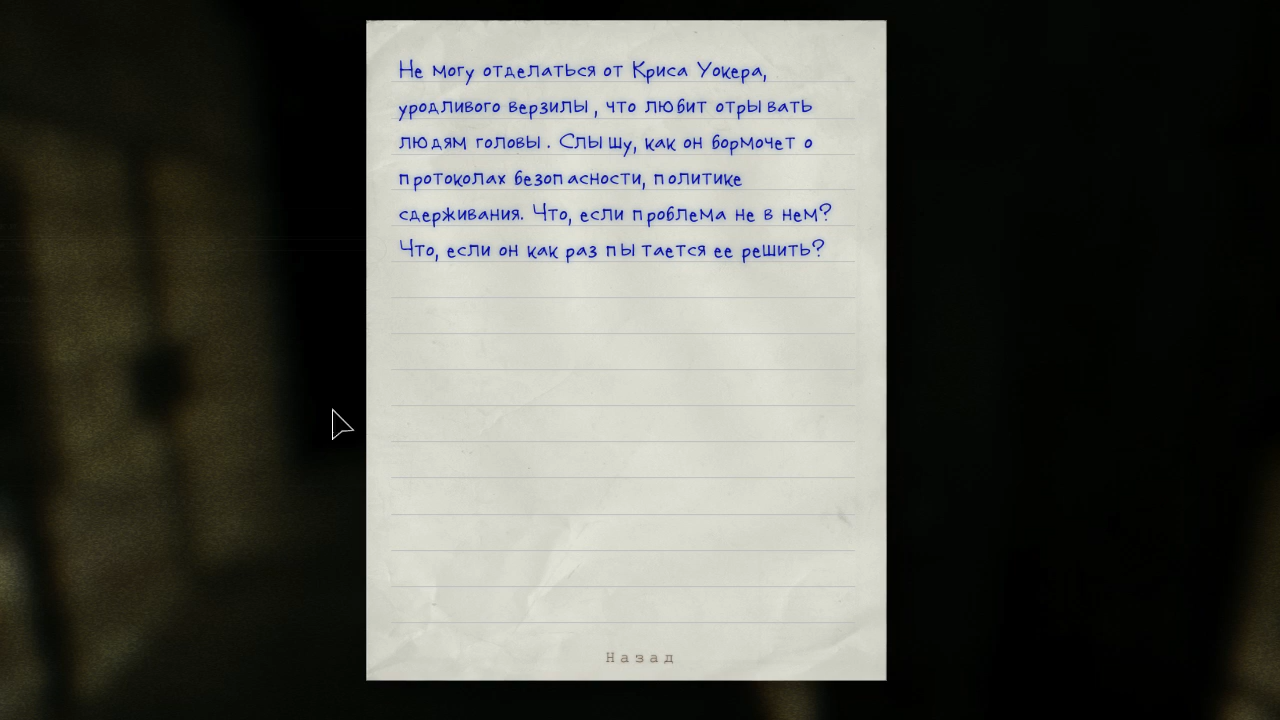 Не могу отделаться от Криса Уокера,
уродливого верзилы, что любит отрывать
людям головы. Слышу, как он бормочет о
протоколах безопасности, политике
сдерживания. Что, если проблема не в нем?
Что, если он как раз пытается ее решить?
Назад